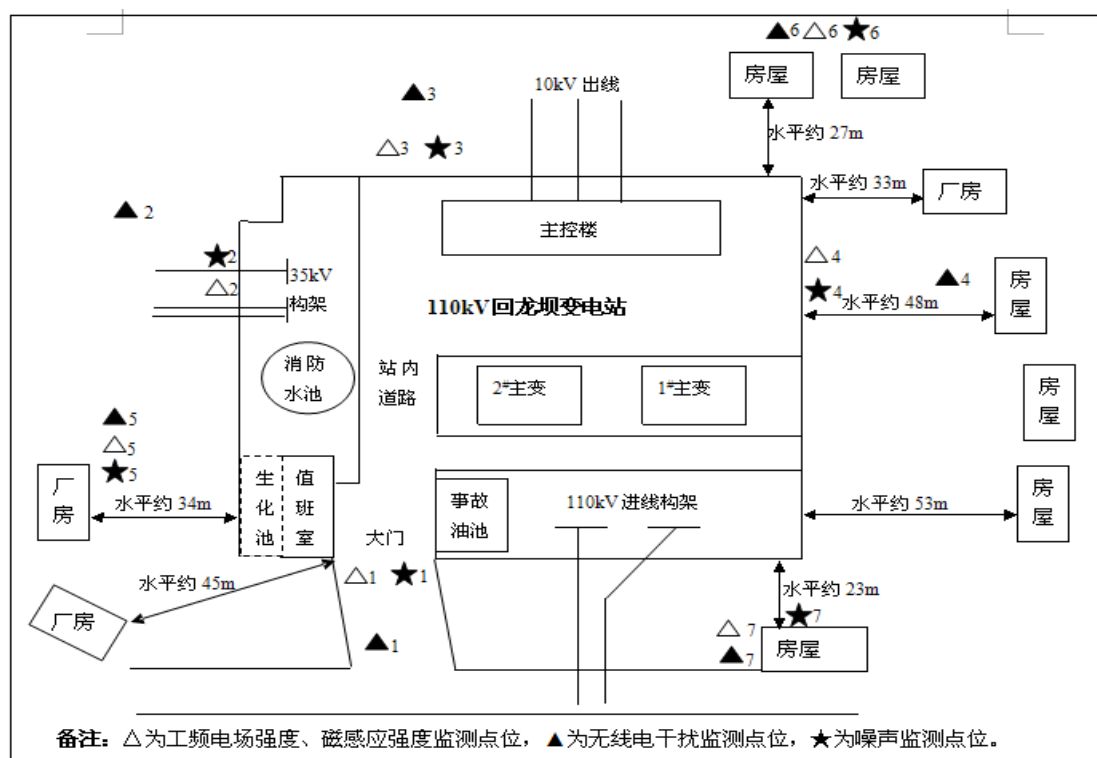 ▲6 △6 ★6
房屋
房屋
10kV 出线
▲3
△3 ★3
水平约 27m
水平约 33m
厂房
▲2
★2
△2
35kV
构架
主控楼
△4
★4
▲4
房
屋
水平约 48m
110kV 回龙坝变电站
消 防
水 池
站 内
道 路
2#主变
1#主变
房
屋
▲5
△5
★5
厂
房
水平约 34m
生
化
池
值
班
室
大 门
事故
油池
110kV 进线构架
水平约 53m
房
屋
水平约 45m
厂房
△1 ★1
▲1
水平约 23m
★7
△7
▲7
房屋
备注：△为工频电场强度、磁感应强度监测点位，▲为无线电干扰监测点位，★为噪声监测点位。